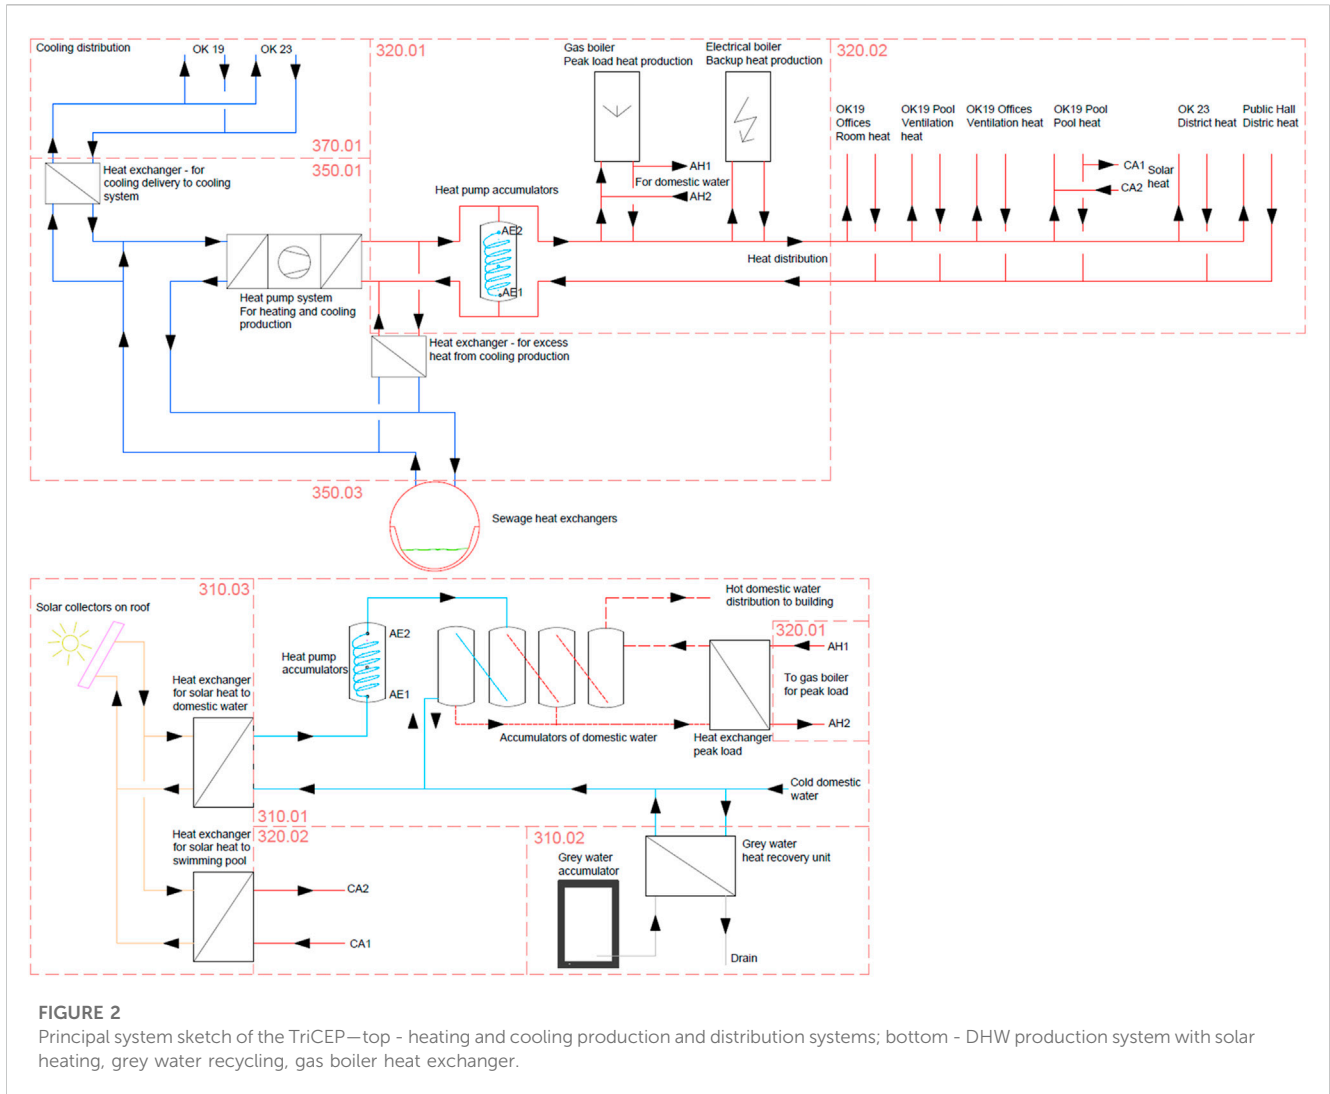 Cooling distribution
OK 19
OK 23
320.01
Gas boiler
Peak load heat production
Electrical boiler
Backup heat production
320.02
OK19
Offices
Room heat
OK19 Pool
Ventilation
heat
OK19 Offices
Ventilation heat
OK19 Pool
Pool heat
OK 23
District heat
Public Hall
Distric heat
370.01
350.01
Heat exchanger - for
cooling delivery to cooling
system
AH1
For domestic water
AH2
CA1
Solar
heat
CA2
Heat pump accumulators
AE2
AE1
Heat distribution
Heat pump system
For heating and cooling
production
Heat exchanger - for excess
heat from cooling production
350.03
Sewage heat exchangers
310.03
Solar collectors on roof
Heat exchanger
for solar heat to
domestic water
Heat pump
accumulators
AE2
AE1
Hot domestic water
distribution to building
320.01
AH1
To gas boiler
for peak load
AH2
Accumulators of domestic water
Heat exchanger
peak load
Cold domestic
water
310.01
320.02
Heat exchanger
for solar heat to
swimming pool
CA2
CA1
310.02
Grey water
accumulator
Grey water
heat recovery unit
Drain
FIGURE 2
Principal system sketch of the TriCEP—top - heating and cooling production and distribution systems; bottom - DHW production system with solar
heating, grey water recycling, gas boiler heat exchanger.